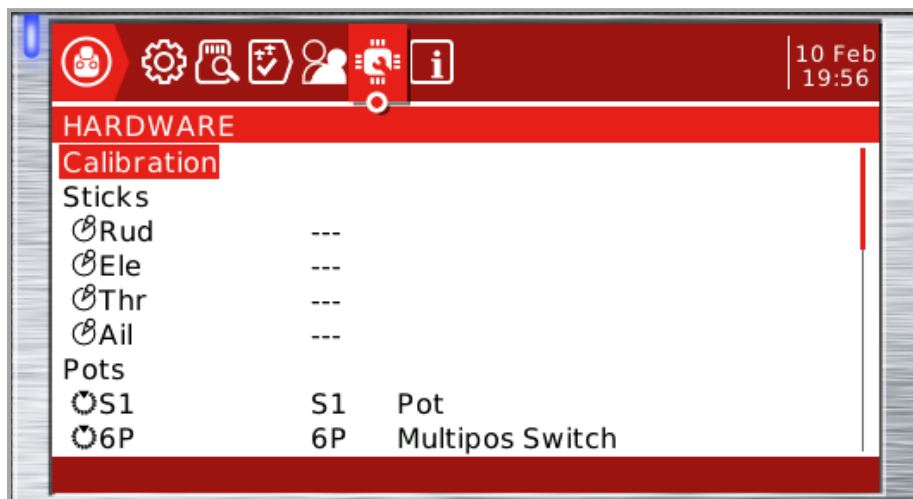 10 Feb
19:56
HARDWARE
Calibration
Sticks
Rud ---
Ele ---
Thr ---
Ail ---
Pots
S1 S1 Pot
6P 6P Multipos Switch